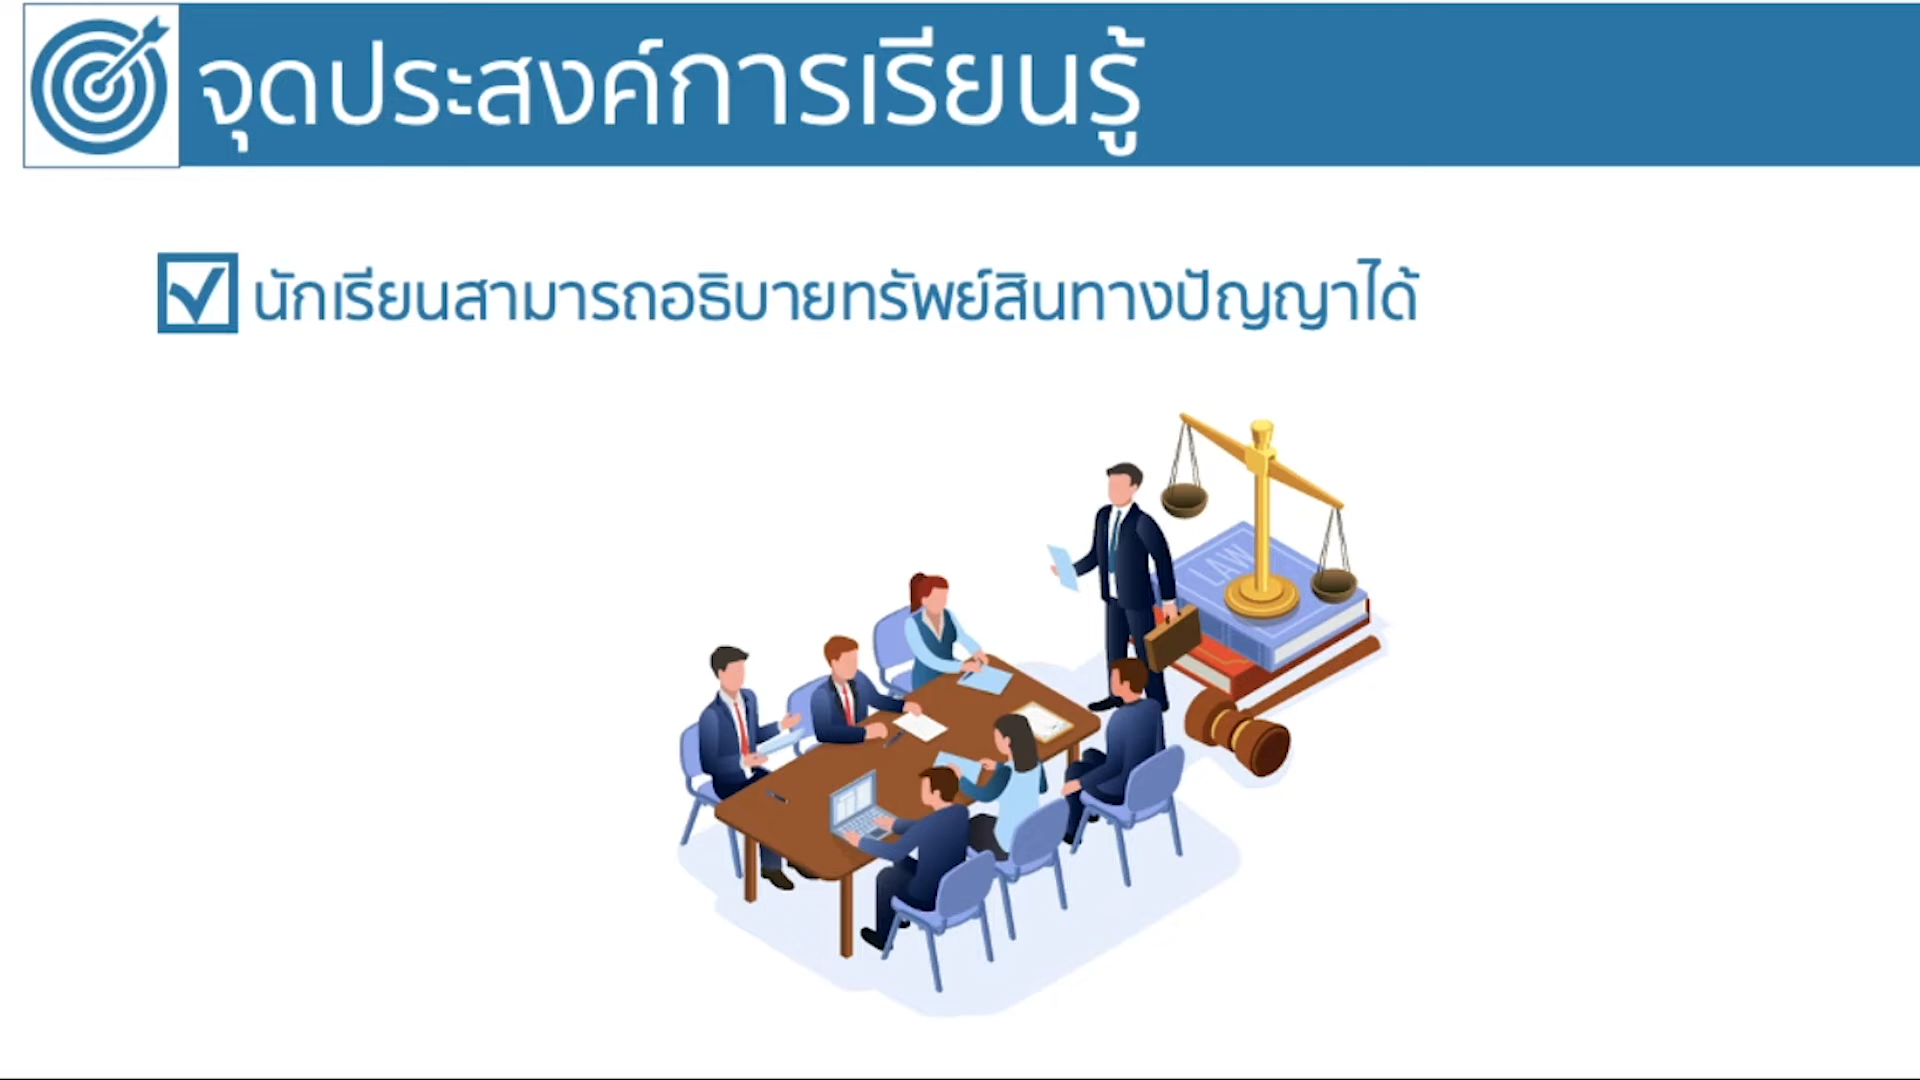 จุดประสงค์การเรียนรู้
นักเรียนสามารถอธิบายทรัพย์สินทางปัญญาได้
LAW